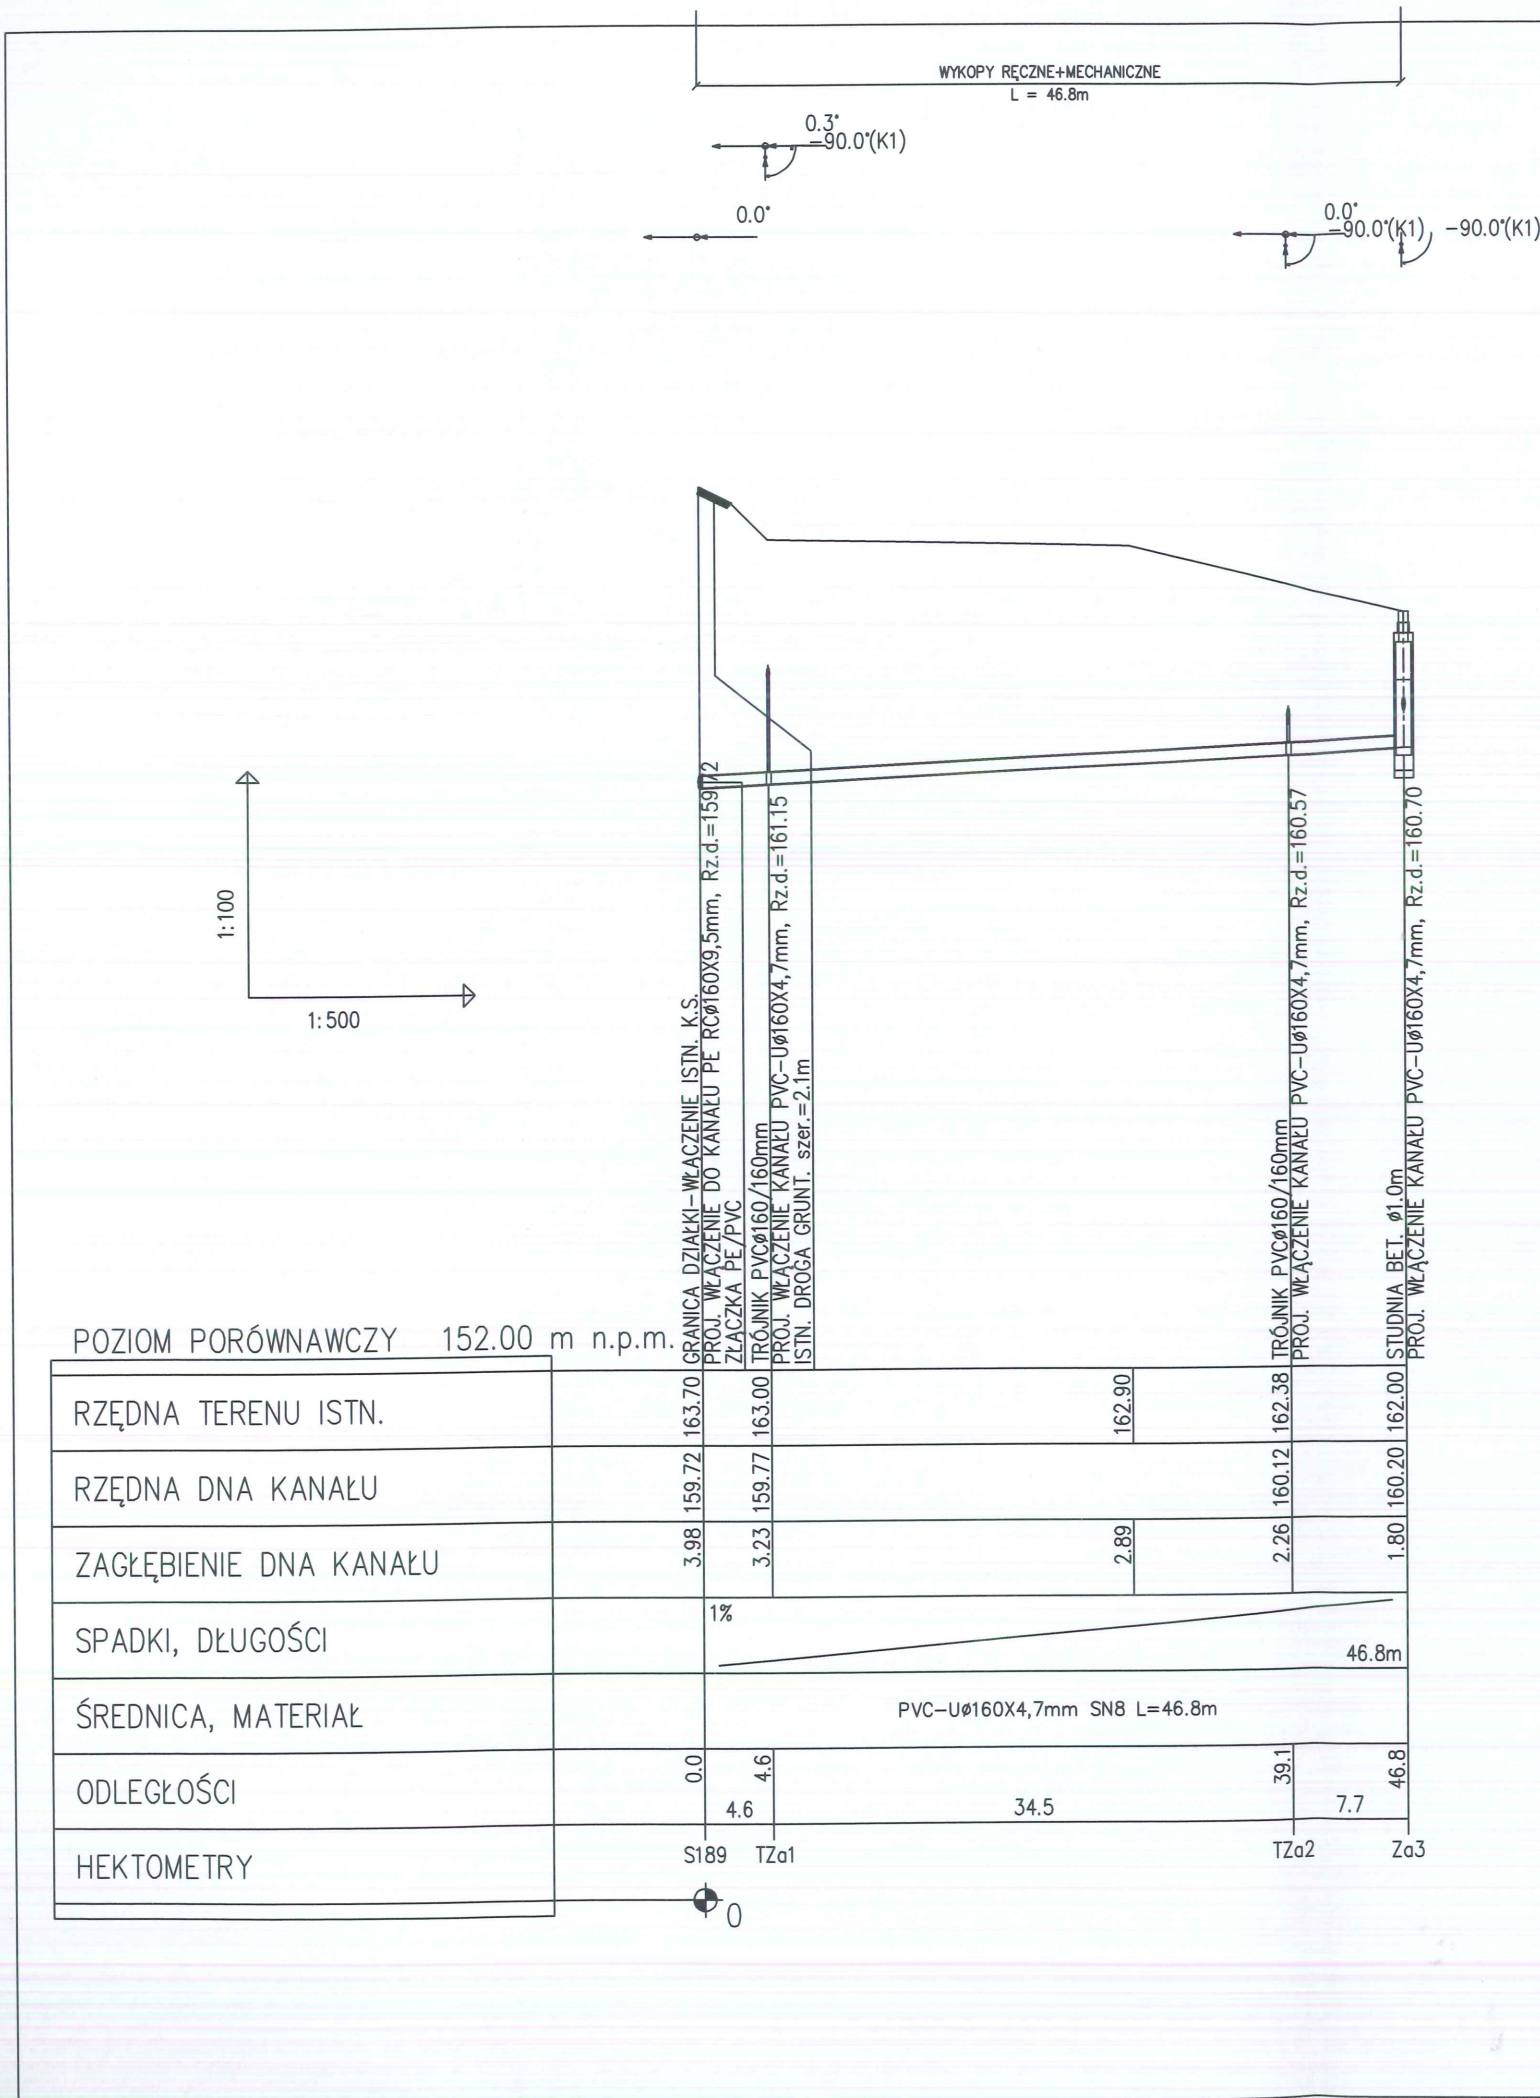 WYKOPY RĘCZNE+MECHANICZNE
L = 46.8m
0.3°
-90.0°(K1)
0.0°
0.0°
-90.0°(K1)
-90.0°(K1)
1:100
1:500
GRANICA DZIAŁKI-WŁĄCZENIE ISTN. K.S.
PROJ. WŁĄCZENIE DO KANAŁU PE RCø160X9,5mm, Rz.d.=159.72
ZŁĄCZKA PE/PVC
TRÓJNIK PVCø160/160mm
PROJ. WŁĄCZENIE KANAŁU PVC-Uø160X4,7mm, Rz.d.=161.15
ISTN. DROGA GRUNT. szer.=2.1m
TRÓJNIK PVCø160/160mm
PROJ. WŁĄCZENIE KANAŁU PVC-Uø160X4,7mm, Rz.d.=160.57
STUDNIA BET. ø1.0m
PROJ. WŁĄCZENIE KANAŁU PVC-Uø160X4,7mm, Rz.d.=160.70
POZIOM PORÓWNAWCZY 152.00 m n.p.m.
RZĘDNA TERENU ISTN. 163.70 163.00 162.90 162.38 162.00
RZĘDNA DNA KANAŁU 159.72 159.77 160.12 160.20
ZAGŁĘBIENIE DNA KANAŁU 3.98 3.23 2.89 2.26 1.80
SPADKI, DŁUGOŚCI 1% 46.8m
ŚREDNICA, MATERIAŁ PVC-Uø160X4,7mm SN8 L=46.8m
ODLEGŁOŚCI 0.0 4.6 39.1 46.8
4.6 34.5 7.7
HEKTOMETRY S189 TZa1 TZa2 Za3
0